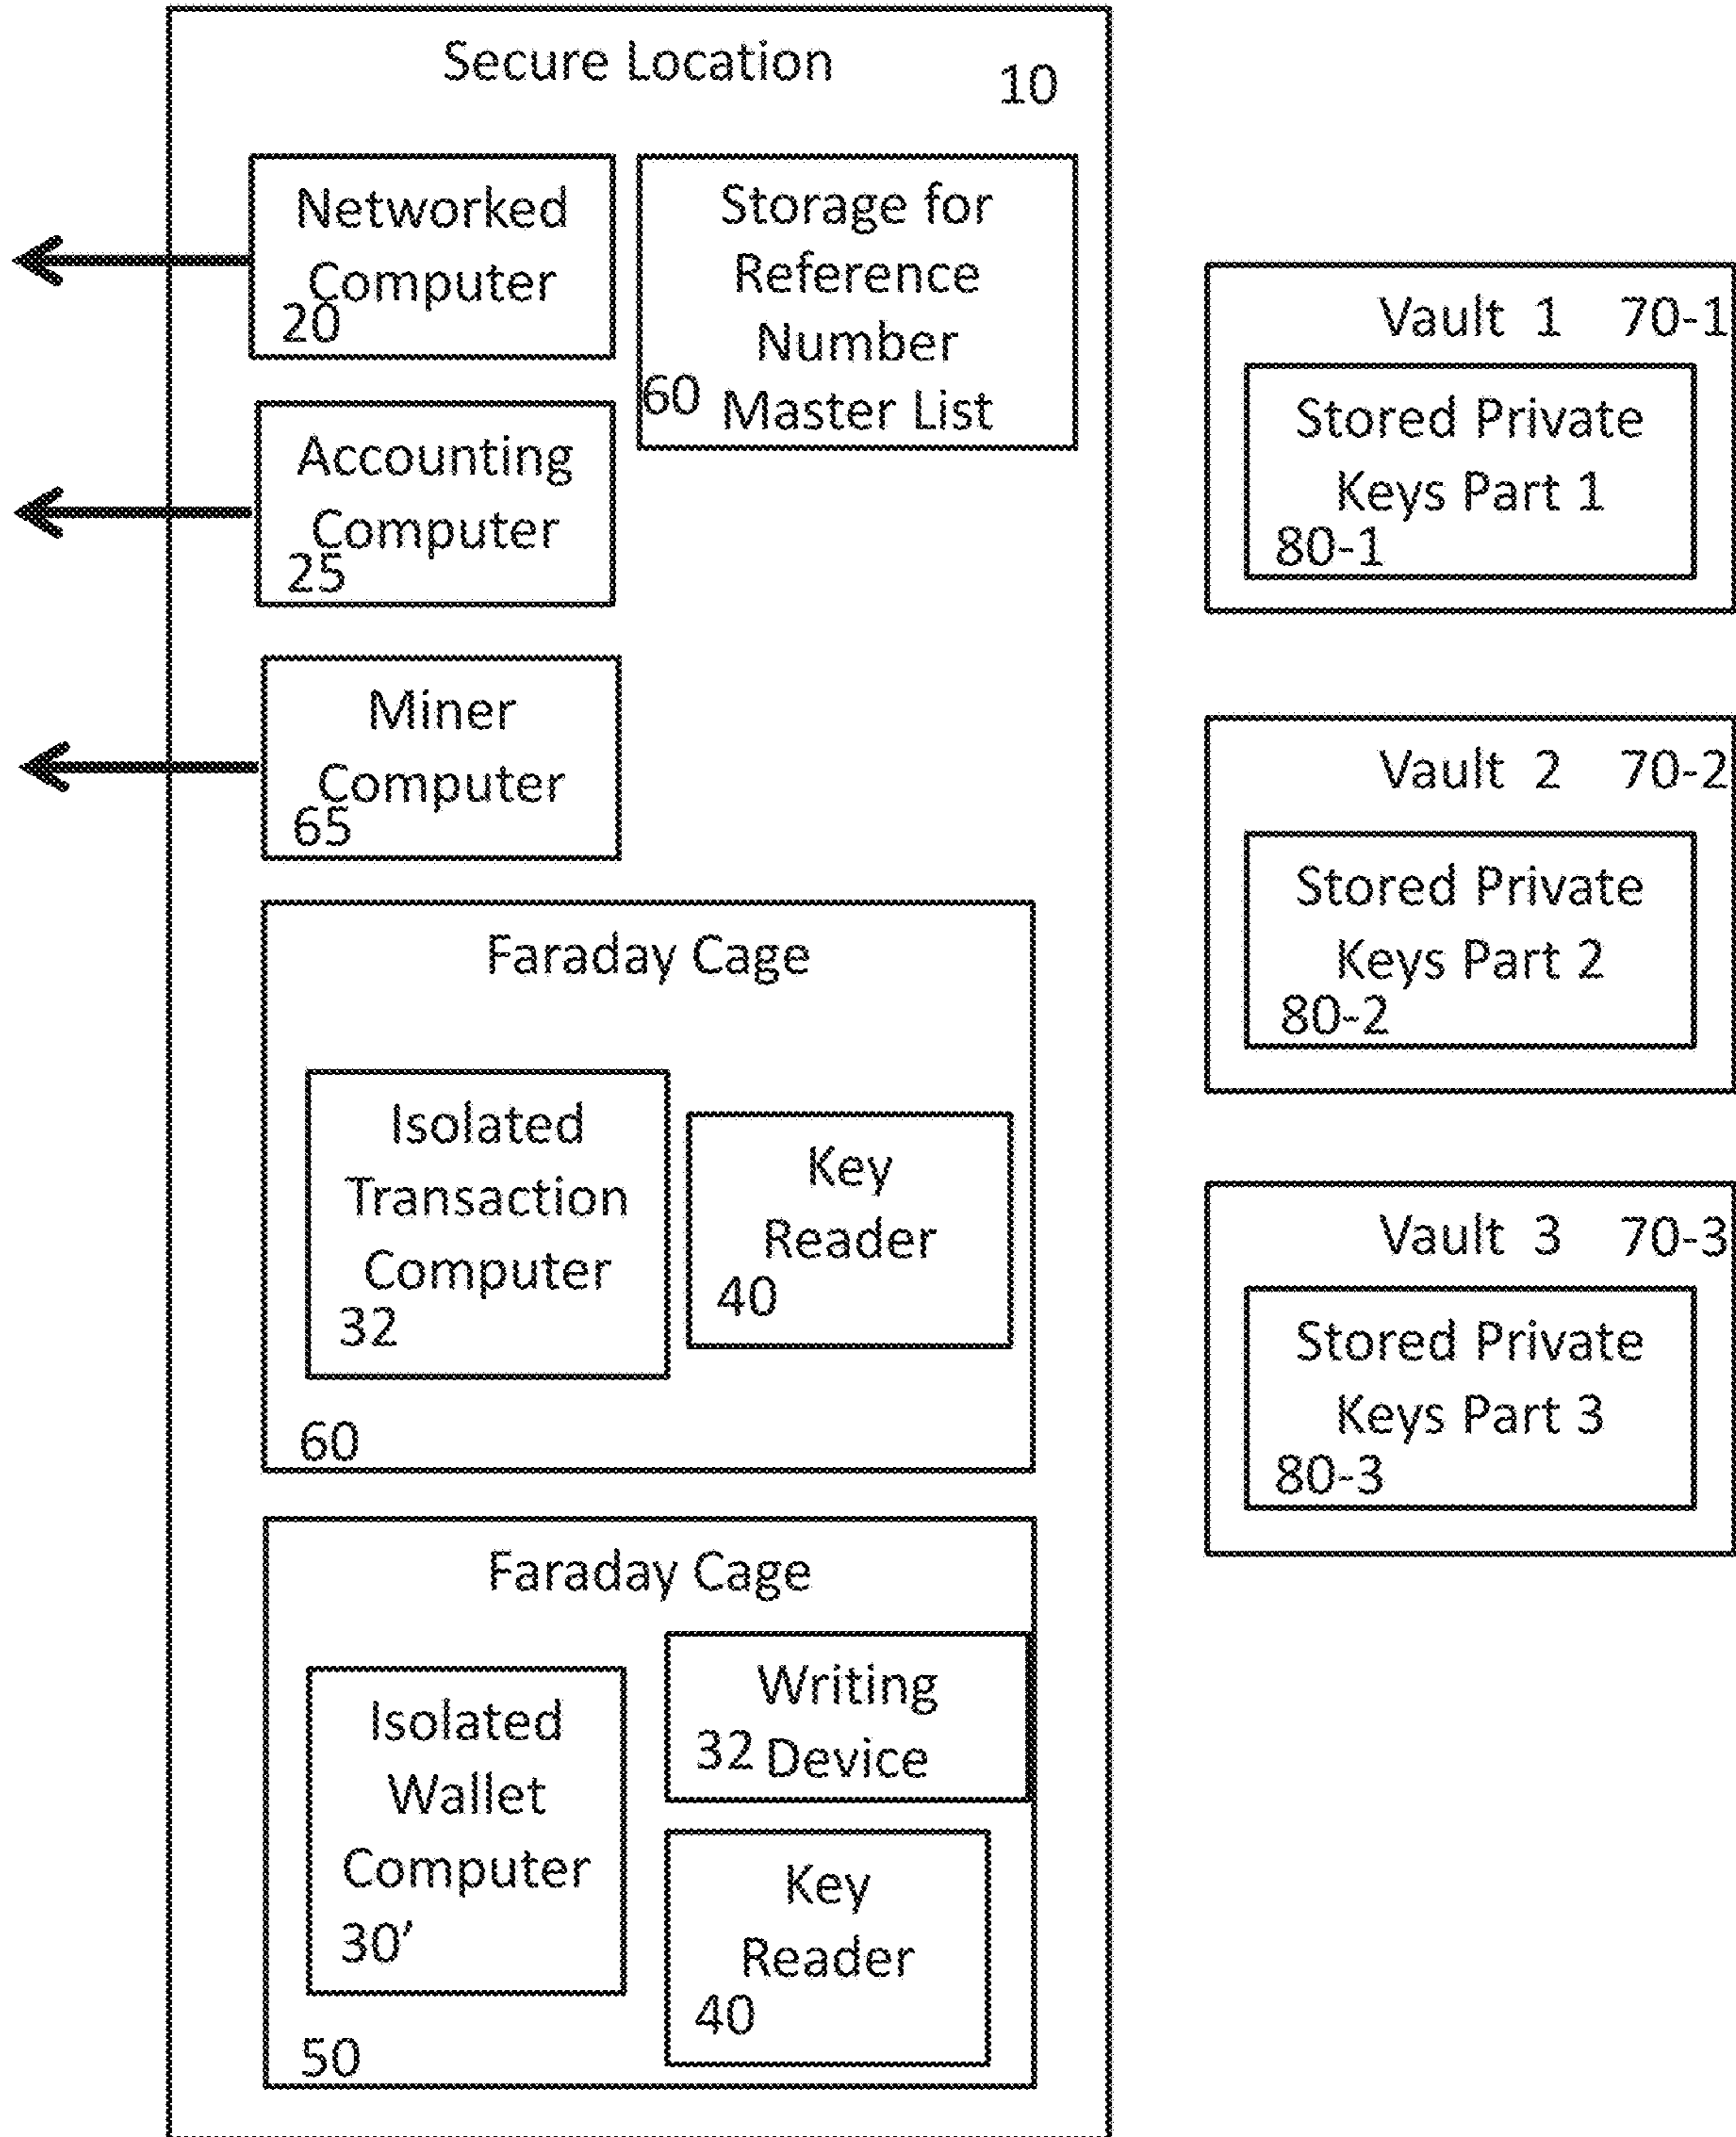 Secure Location
10
Networked
Computer
20
Storage for
Reference
Number
60 Master List
Accounting
Computer
25
Miner
Computer
65
Faraday Cage
Isolated
Transaction
Computer
32
Key
Reader
40
60
Faraday Cage
Isolated
Wallet
Computer
30'
Writing
32 Device
Key
Reader
40
50
Vault 1 70-1
Stored Private
Keys Part 1
80-1
Vault 2 70-2
Stored Private
Keys Part 2
80-2
Vault 3 70-3
Stored Private
Keys Part 3
80-3